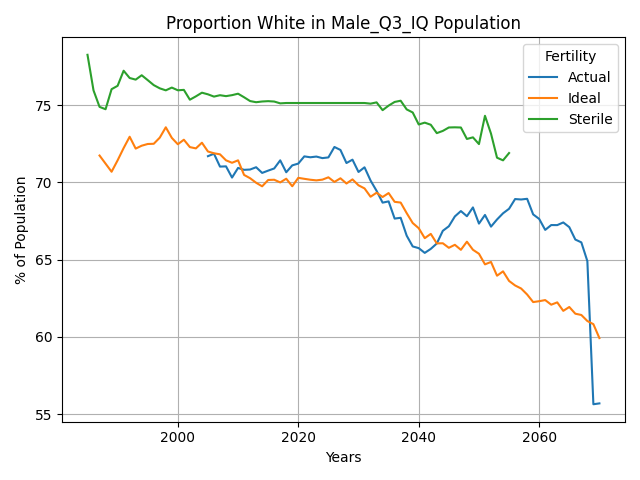 Proportion White in Male_Q3_IQ Population
Fertility
Actual
Ideal
Sterile
% of Population
75
70
65
60
55
2000
2020
2040
2060
Years